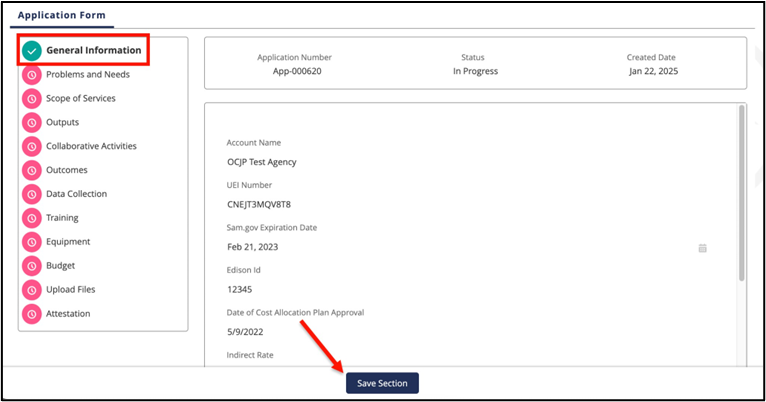 Application Form
General Information
Problems and Needs
Scope of Services
Outputs
Collaborative Activities
Outcomes
Data Collection
Training
Equipment
Budget
Upload Files
Attestation
Application Number
App-000620
Status
In Progress
Created Date
Jan 22, 2025
Account Name
OCJP Test Agency
UEI Number
CNEJT3MQV8T8
Sam.gov Expiration Date
Feb 21, 2023
Edison Id
12345
Date of Cost Allocation Plan Approval
5/9/2022
Indirect Rate
Save Section